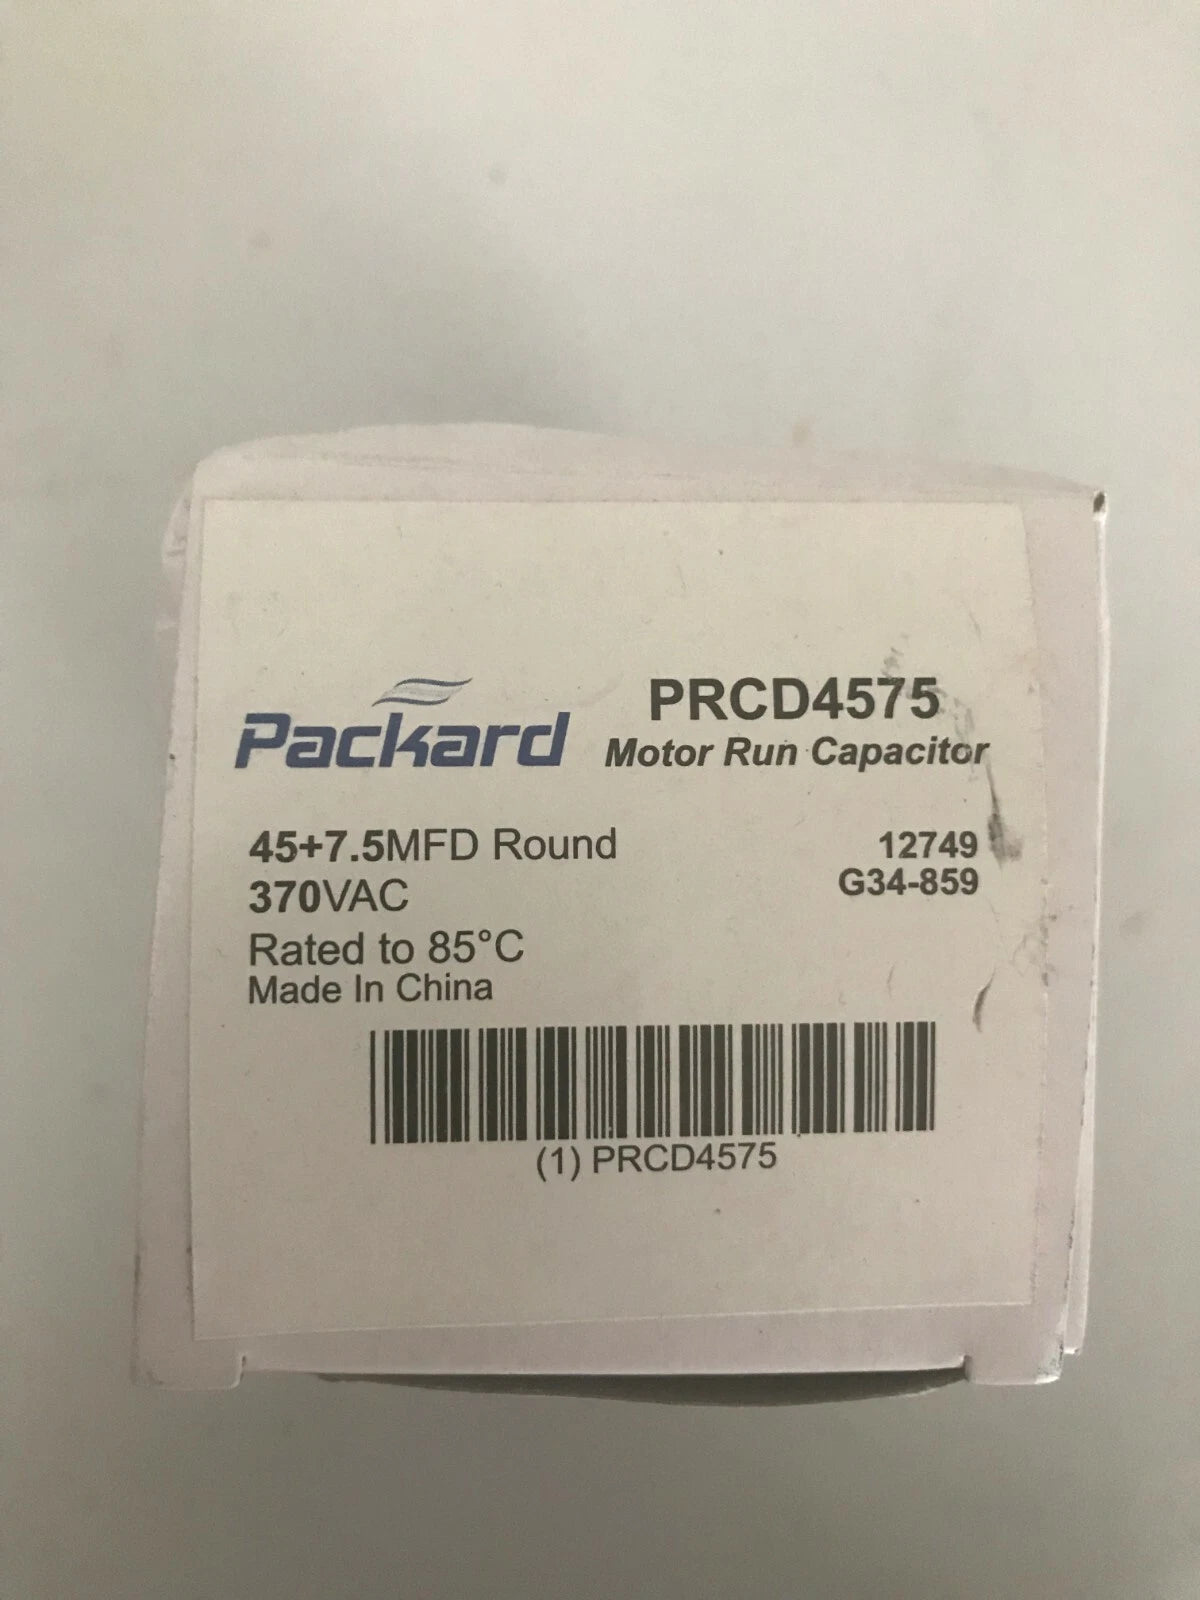 Packard
PRCD4575
Motor Run Capacitor
45+7.5MFD Round
370VAC
Rated to 85°C
Made In China
12749
G34-859
(1) PRCD4575